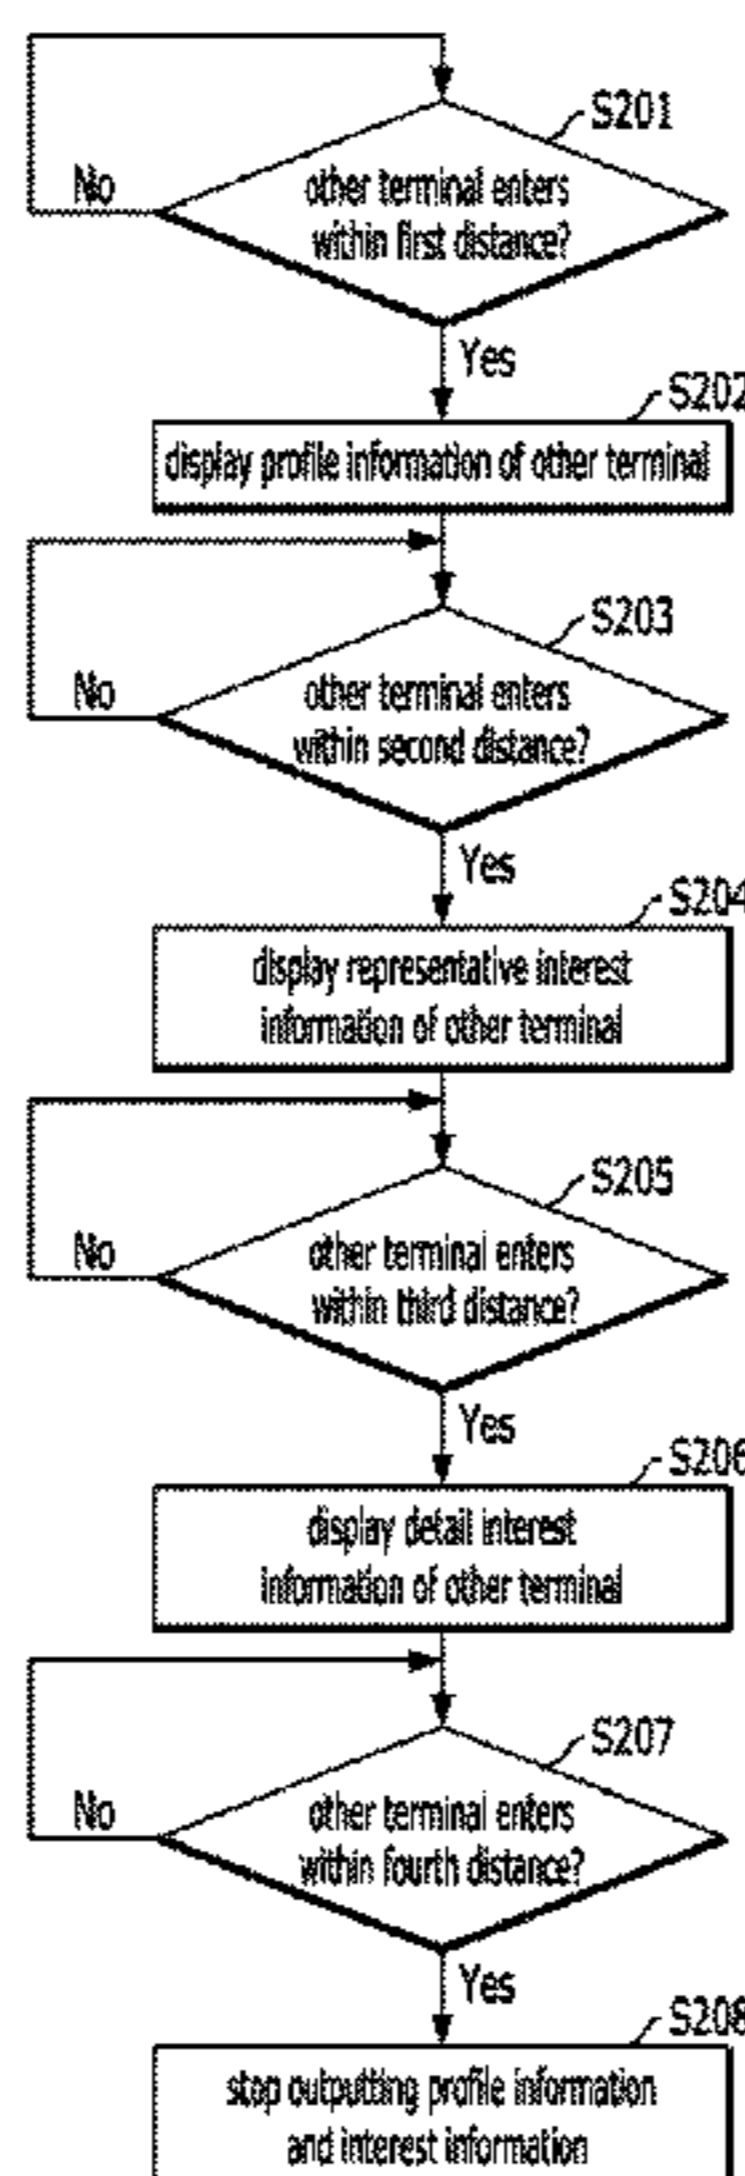 S201
other terminal enters
within first distance?
No
Yes
S202
display profile information of other terminal
S203
other terminal enters
within second distance?
No
Yes
S204
display representative interest
information of other terminal
S205
other terminal enters
within third distance?
No
Yes
S206
display detail interest
information of other terminal
S207
other terminal enters
within fourth distance?
No
Yes
S208
stop outputting profile information
and interest information